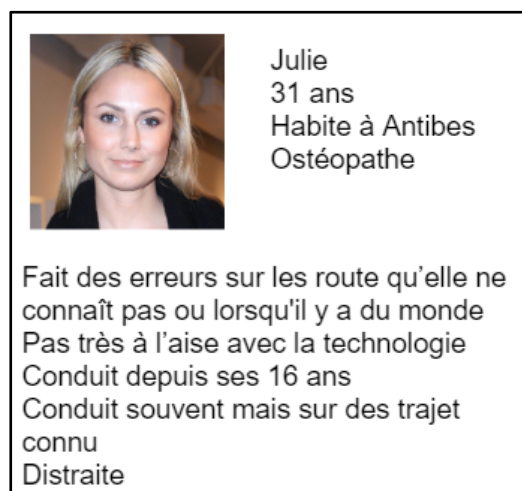 Julie
31 ans
Habite à Antibes
Ostéopathe
Fait des erreurs sur les route qu'elle ne
connaît pas ou lorsqu'il y a du monde
Pas très à l'aise avec la technologie
Conduit depuis ses 16 ans
Conduit souvent mais sur des trajet
connu
Distraite